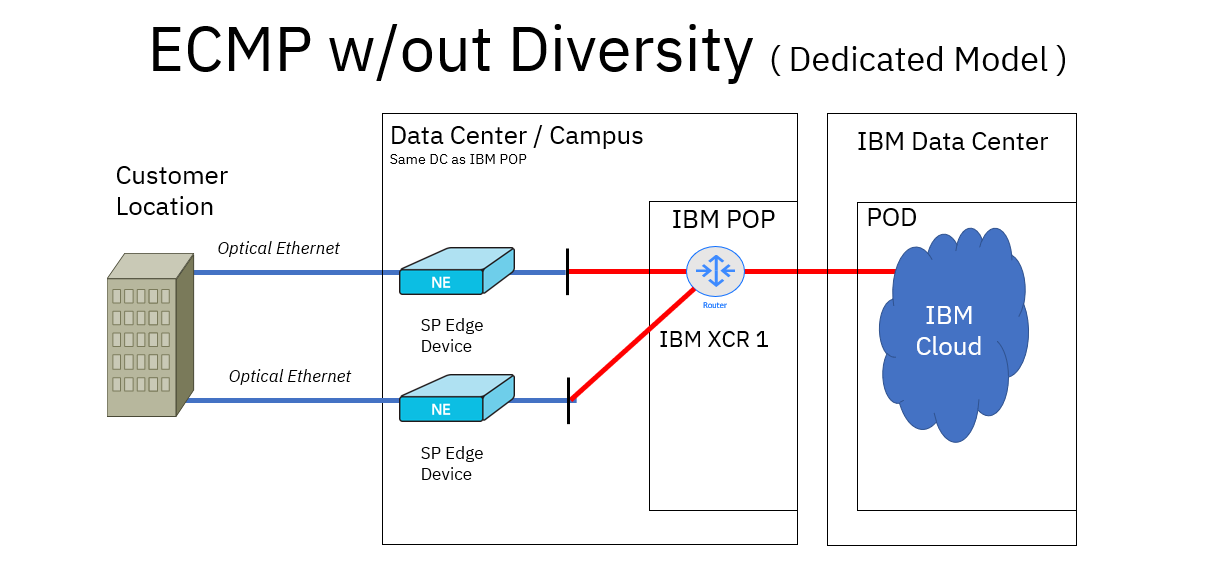 ECMP w/out Diversity ( Dedicated Model )
Data Center / Campus
Same DC as IBM POP
IBM Data Center
Customer
Location
IBM POP
POD
Optical Ethernet
NE
Router
SP Edge
Device
IBM XCR 1
IBM
Cloud
Optical Ethernet
NE
SP Edge
Device